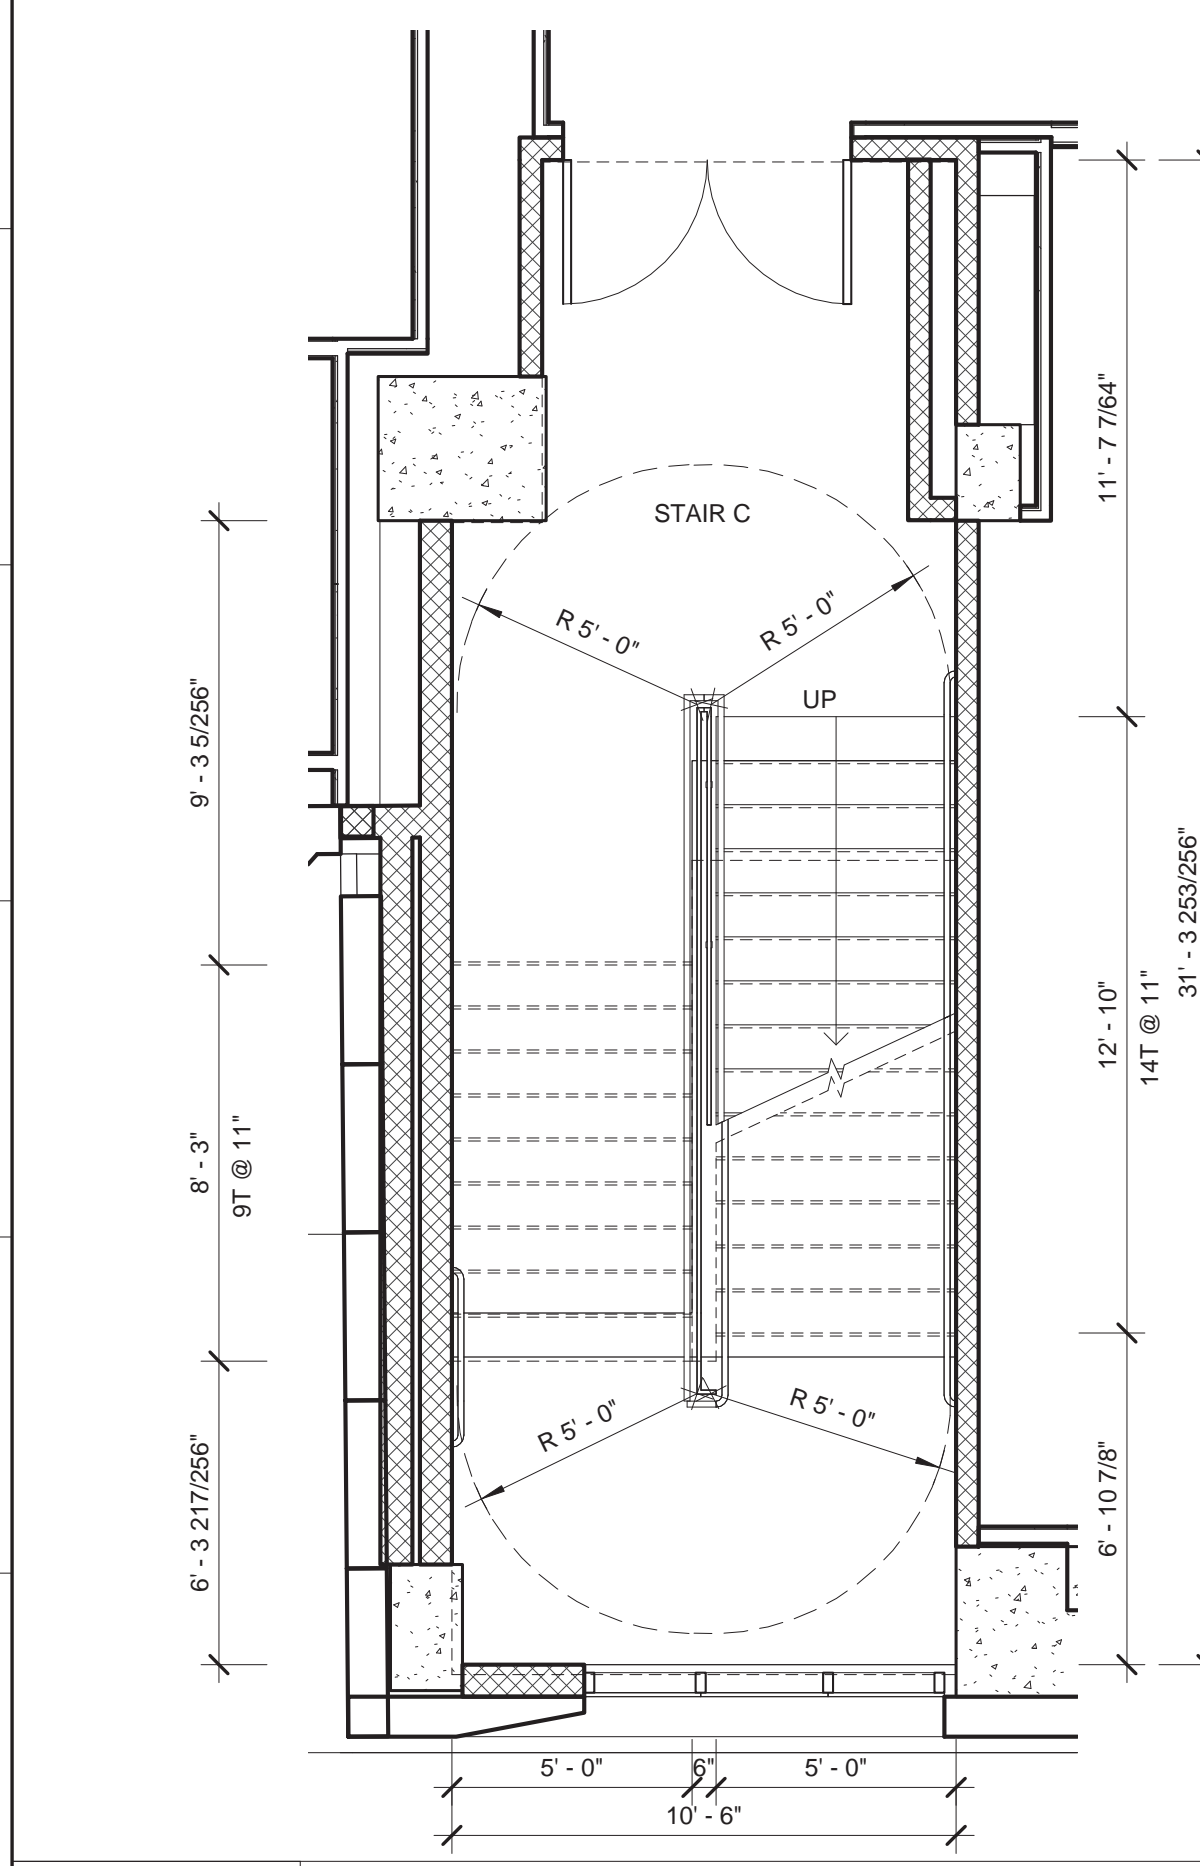 STAIR C
R 5' - 0"
R 5' - 0"
UP
11' - 7 7/64"
9' - 3 5/256"
31' - 3 253/256"
12' - 10"
14T @ 11"
8' - 3"
9T @ 11"
R 5' - 0"
R 5' - 0"
6' - 3 217/256"
6' - 10 7/8"
5' - 0"
6"
5' - 0"
10' - 6"